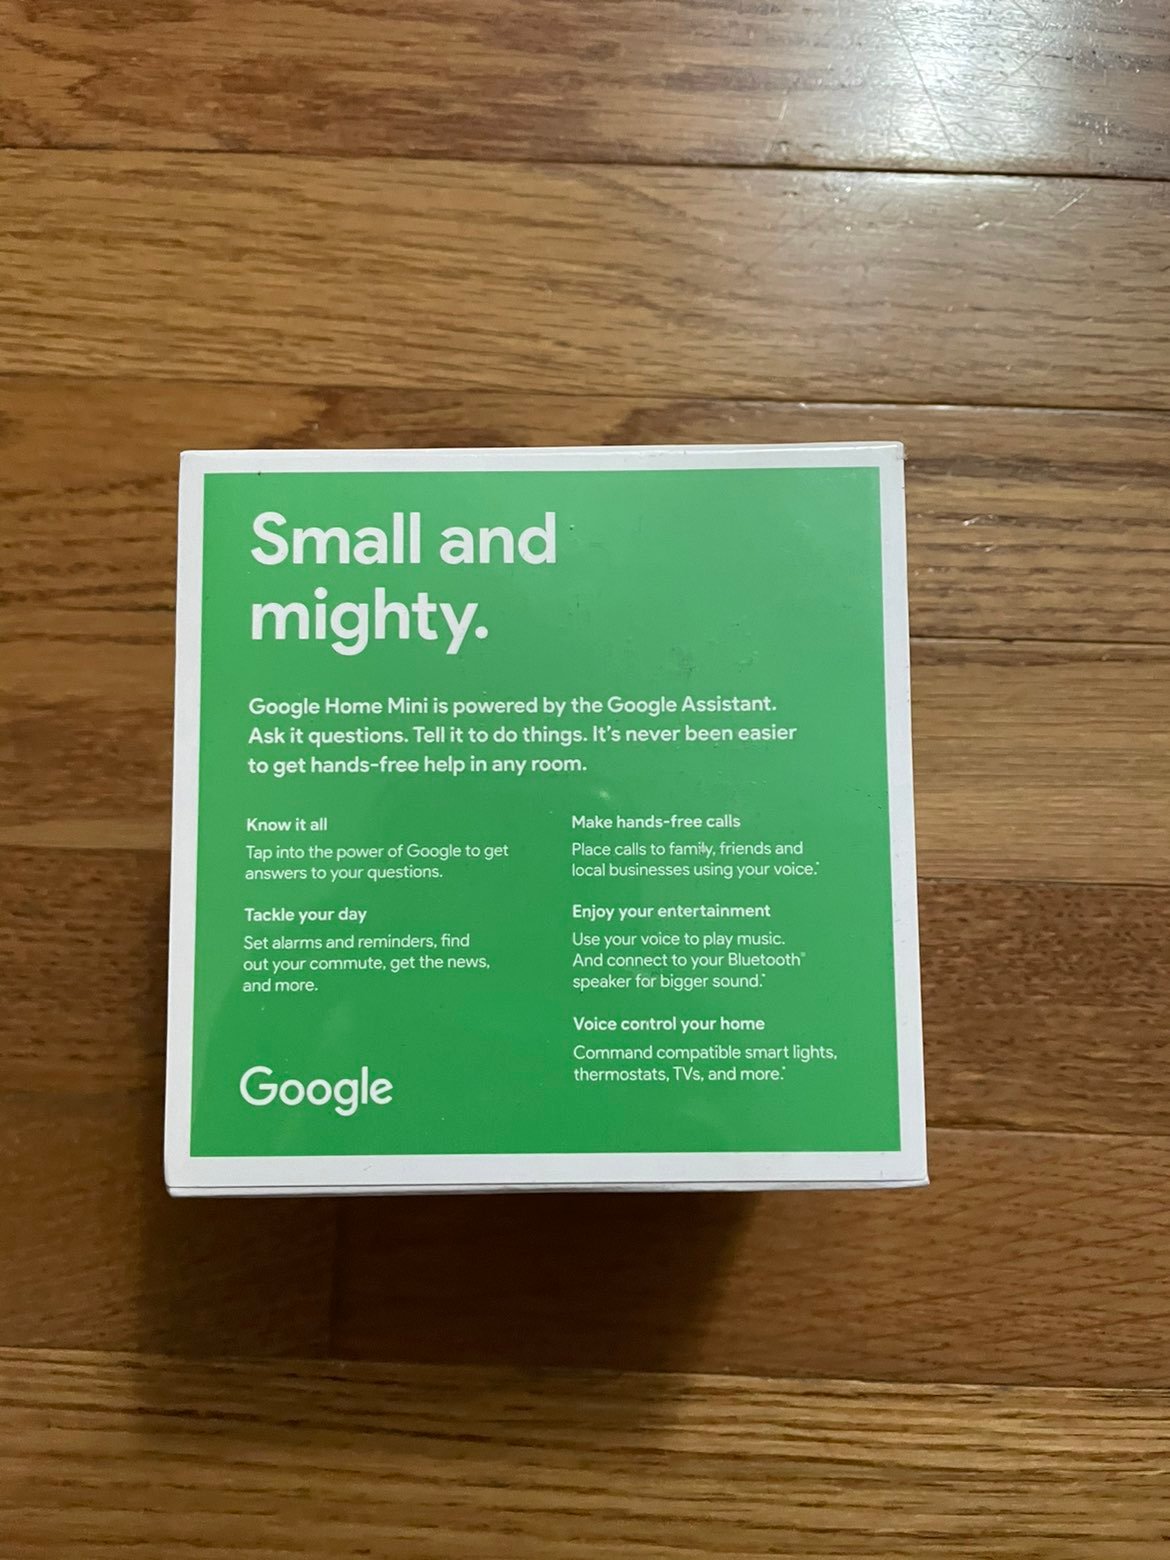 Small and
mighty.
Google Home Mini is powered by the Google Assistant.
Ask it questions. Tell it to do things. It's never been easier
to get hands-free help in any room.
Know it all
Tap into the power of Google to get
answers to your questions.
Tackle your day
Set alarms and reminders, find
out your commute, get the news,
and more.
Make hands-free calls
Place calls to family, friends and
local businesses using your voice.*
Enjoy your entertainment
Use your voice to play music.
And connect to your Bluetooth®
speaker for bigger sound.*
Voice control your home
Command compatible smart lights,
thermostats, TVs, and more.*
Google